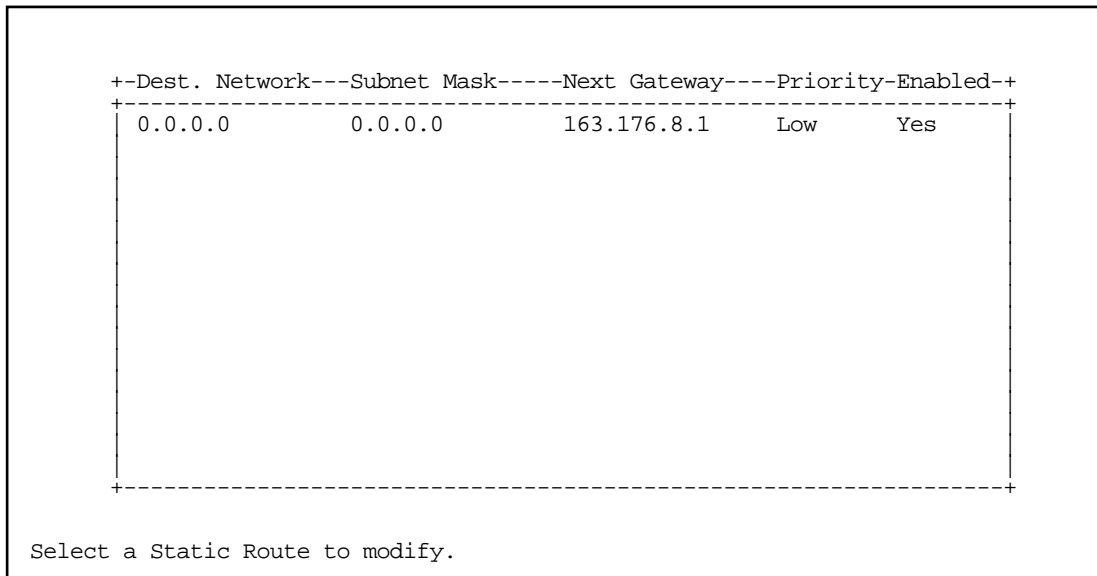 +-Dest. Network---Subnet Mask-----Next Gateway----Priority-Enabled-+
+------------------------------------------------------------------+
0.0.0.0 0.0.0.0 163.176.8.1 Low Yes
+------------------------------------------------------------------+
Select a Static Route to modify.